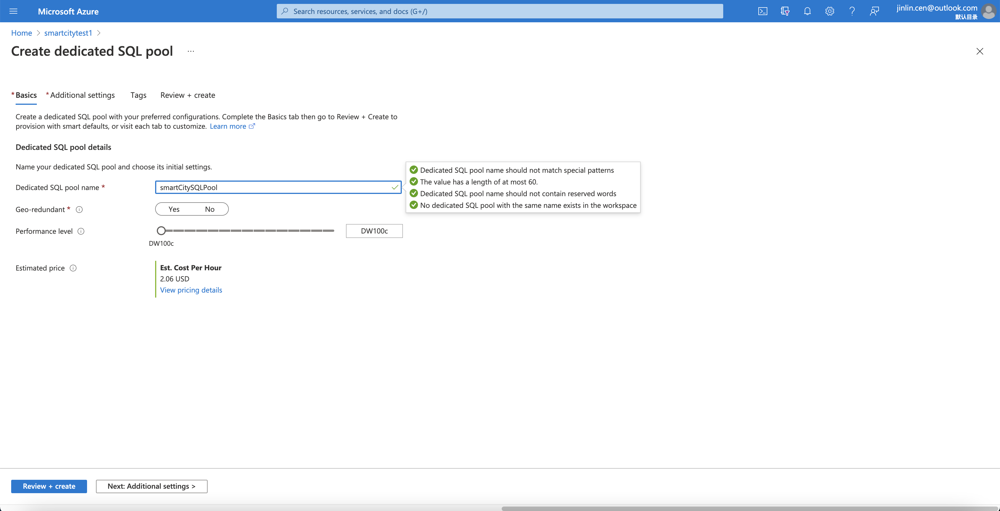 Microsoft Azure
Search resources, services, and docs (G+/)
jinlin.cen@outlook.com
默认目录
Home > smartcitytest1 >
Create dedicated SQL pool ...
* Basics * Additional settings Tags Review + create
Create a dedicated SQL pool with your preferred configurations. Complete the Basics tab then go to Review + Create to
provision with smart defaults, or visit each tab to customize. Learn more
Dedicated SQL pool details
Name your dedicated SQL pool and choose its initial settings.
Dedicated SQL pool name * smartCitySQLPool
Dedicated SQL pool name should not match special patterns
The value has a length of at most 60.
Dedicated SQL pool name should not contain reserved words
No dedicated SQL pool with the same name exists in the workspace
Geo-redundant * Yes No
Performance level DW100c
DW100c
Estimated price Est. Cost Per Hour
2.06 USD
View pricing details
Review + create Next: Additional settings >